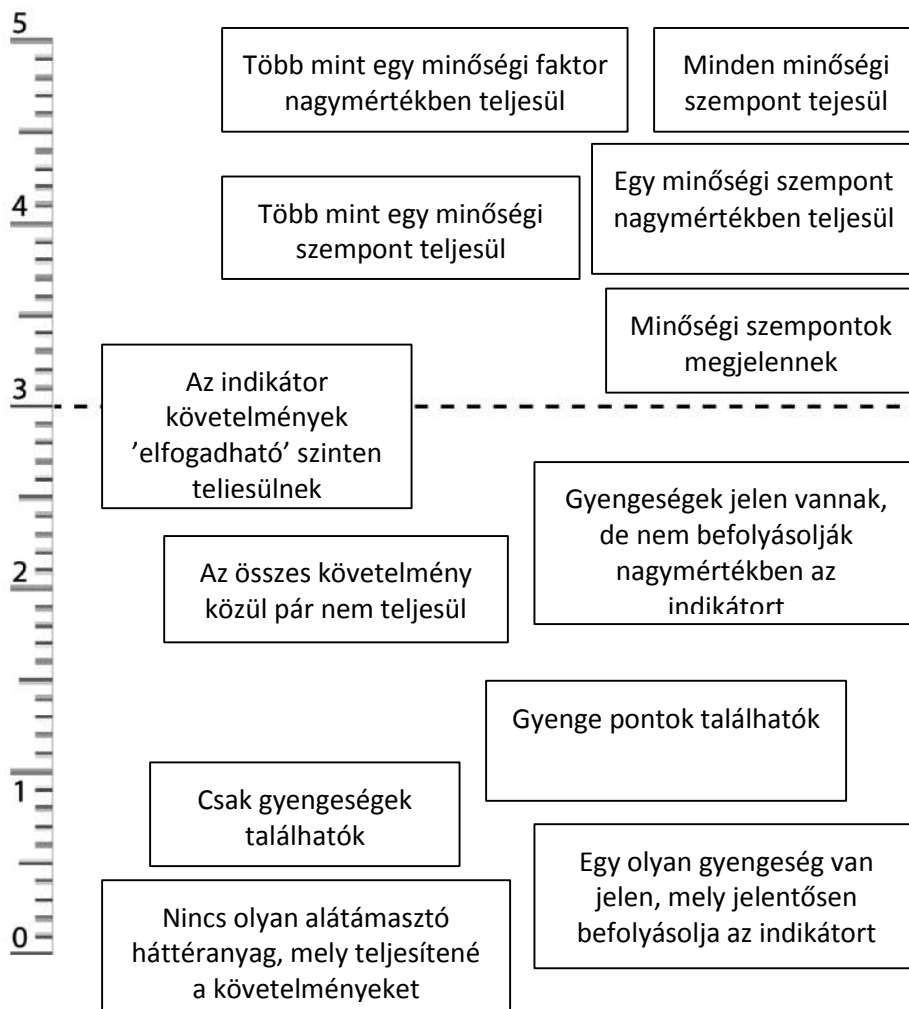 5
Több mint egy minőségi faktor
nagymértékben teljesül
Minden minőségi
szempont tejesül
4
Több mint egy minőségi
szempont teljesül
Egy minőségi szempont
nagymértékben teljesül
Minőségi szempontok
megjelennek
3
Az indikátor
követelmények
’elfogadható’ szinten
teljesülnek
Gyengeségek jelen vannak,
de nem befolyásolják
nagymértékben az
indikátort
2
Az összes követelmény
közül pár nem teljesül
Gyenge pontok találhatók
1
Csak gyengeségek
találhatók
Egy olyan gyengeség van
jelen, mely jelentősen
befolyásolja az indikátort
0
Nincs olyan alátámasztó
háttéranyag, mely teljesítené
a követelményeket